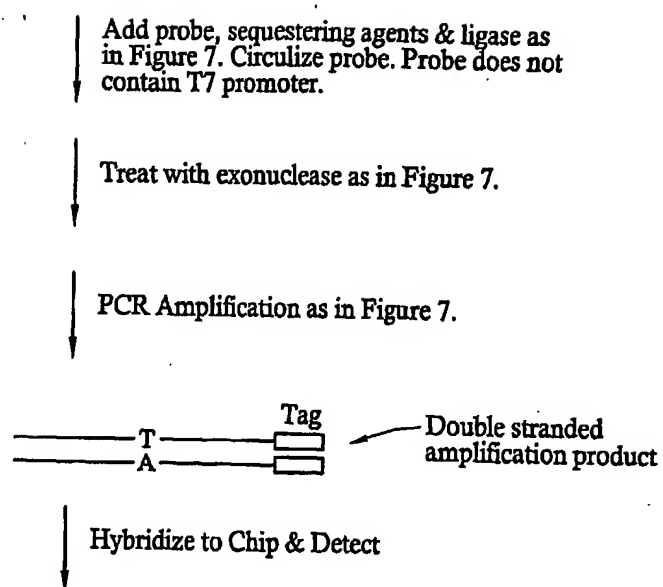 Add probe, sequestering agents & ligase as
in Figure 7. Circulize probe. Probe does not
contain T7 promoter.
Treat with exonuclease as in Figure 7.
PCR Amplification as in Figure 7.
Tag
T
A
Double stranded
amplification product
Hybridize to Chip & Detect